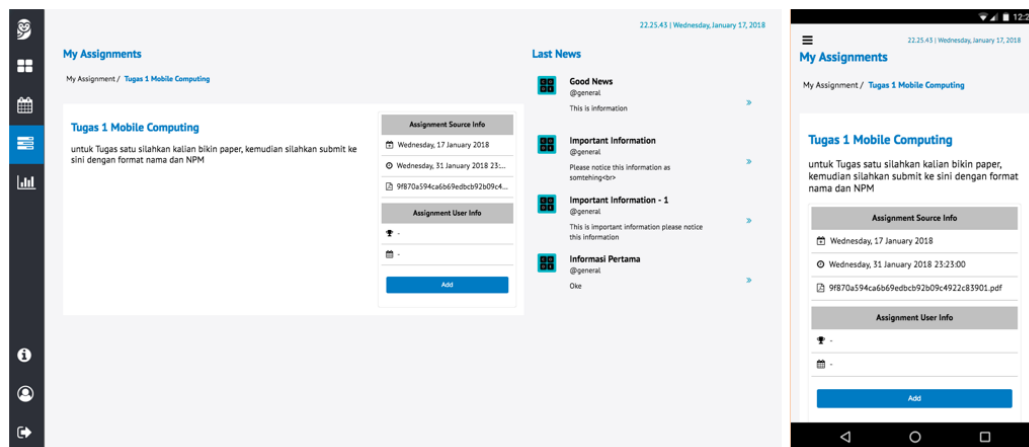 22.25.43 | Wednesday, January 17, 2018
My Assignments
My Assignment / Tugas 1 Mobile Computing
Tugas 1 Mobile Computing
untuk Tugas satu silahkan kalian bikin paper, kemudian silahkan submit ke
sini dengan format nama dan NPM
Assignment Source Info
Wednesday, 17 January 2018
Wednesday, 31 January 2018 23:...
9f870a594ca6b69edbcb92b09c4...
Assignment User Info
-
-
Add
Last News
Good News
@general
This is information
»
Important Information
@general
Please notice this information as
somtehing<br>
»
Important Information - 1
@general
This is important information please notice
this information
»
Informasi Pertama
@general
Oke
»
12:2
22.25.43 | Wednesday, January 17, 2018
My Assignments
My Assignment / Tugas 1 Mobile Computing
Tugas 1 Mobile Computing
untuk Tugas satu silahkan kalian bikin paper,
kemudian silahkan submit ke sini dengan format
nama dan NPM
Assignment Source Info
Wednesday, 17 January 2018
Wednesday, 31 January 2018 23:23:00
9f870a594ca6b69edbcb92b09c4922c83901.pdf
Assignment User Info
-
-
Add